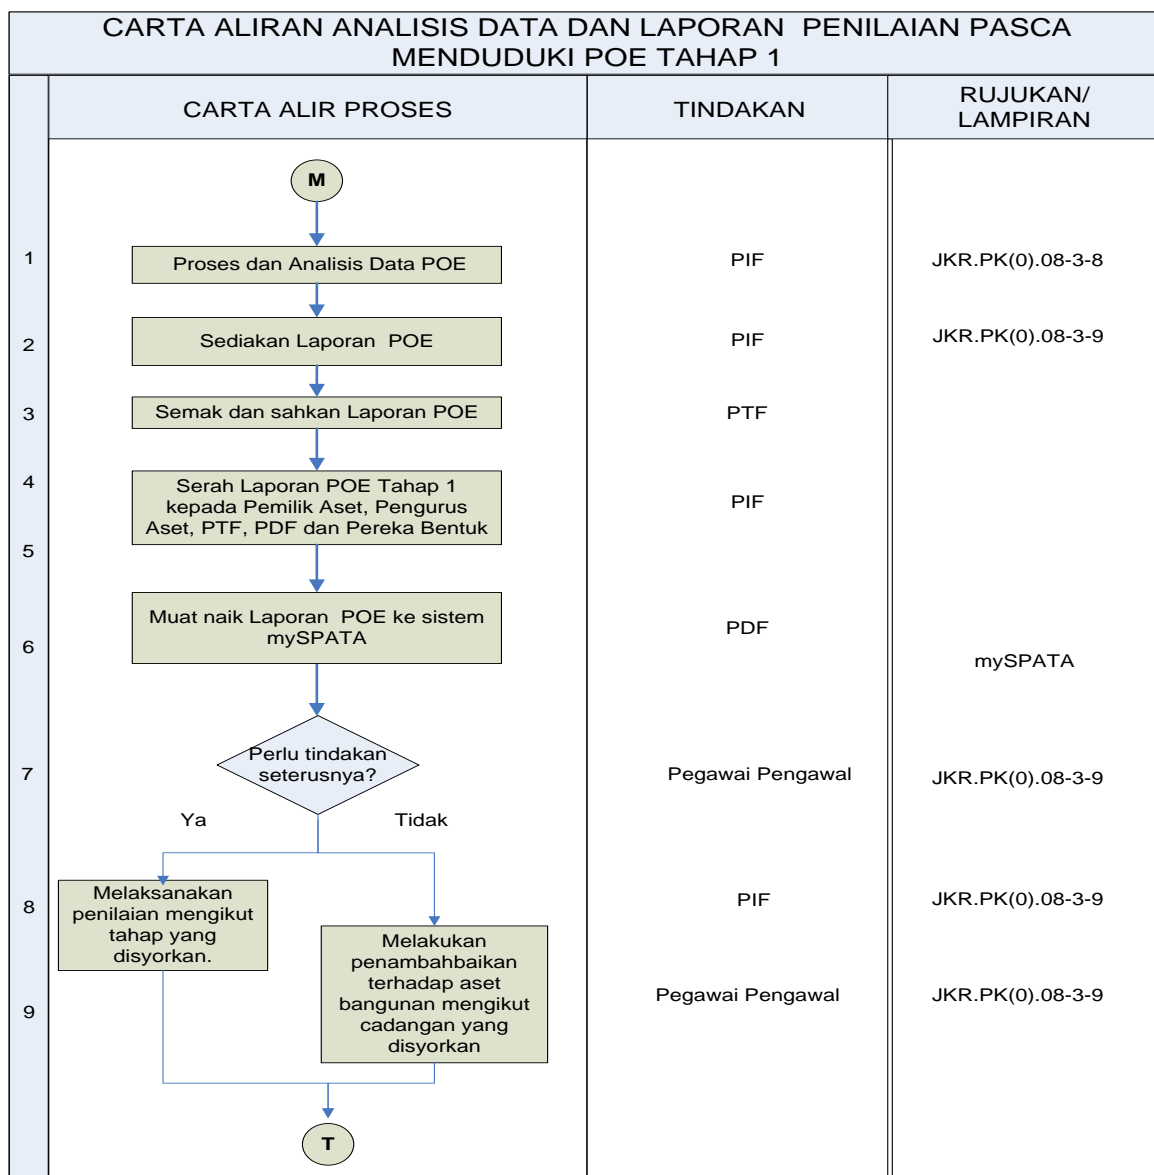 CARTA ALIRAN ANALISIS DATA DAN LAPORAN PENILAIAN PASCA
MENDUDUKI POE TAHAP 1
CARTA ALIR PROSES
TINDAKAN
RUJUKAN/
LAMPIRAN
M
1
Proses dan Analisis Data POE
PIF
JKR.PK(0).08-3-8
2
Sediakan Laporan POE
PIF
JKR.PK(0).08-3-9
3
Semak dan sahkan Laporan POE
PTF
4
Serah Laporan POE Tahap 1
kepada Pemilik Aset, Pengurus
Aset, PTF, PDF dan Pereka Bentuk
PIF
5
Muat naik Laporan POE ke sistem
mySPATA
PDF
6
mySPATA
Perlu tindakan
seterusnya?
7
Pegawai Pengawal
JKR.PK(0).08-3-9
Ya
Tidak
8
Melaksanakan
penilaian mengikut
tahap yang
disyorkan.
PIF
JKR.PK(0).08-3-9
Melakukan
penambahbaikan
terhadap aset
bangunan mengikut
cadangan yang
disyorkan
Pegawai Pengawal
JKR.PK(0).08-3-9
9
T